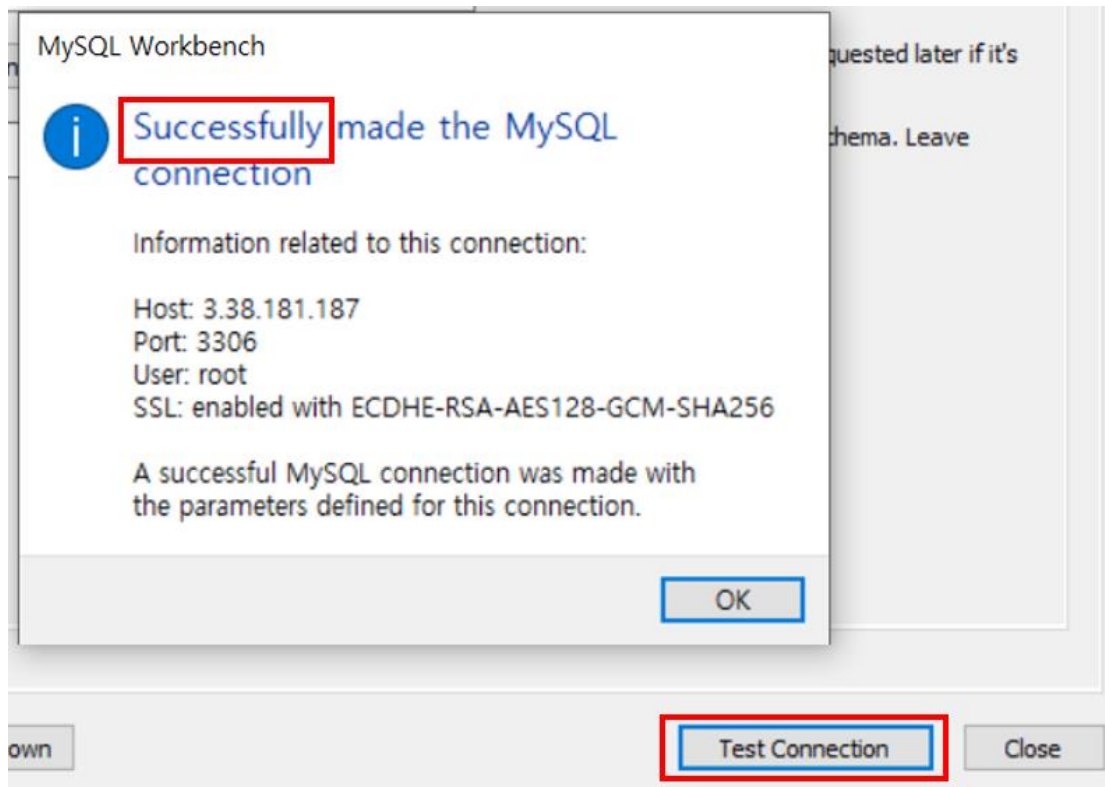 MySQL Workbench
quested later if it's
Successfully made the MySQL
connection
hema. Leave
Information related to this connection:
Host: 3.38.181.187
Port: 3306
User: root
SSL: enabled with ECDHE-RSA-AES128-GCM-SHA256
A successful MySQL connection was made with
the parameters defined for this connection.
OK
own
Test Connection
Close